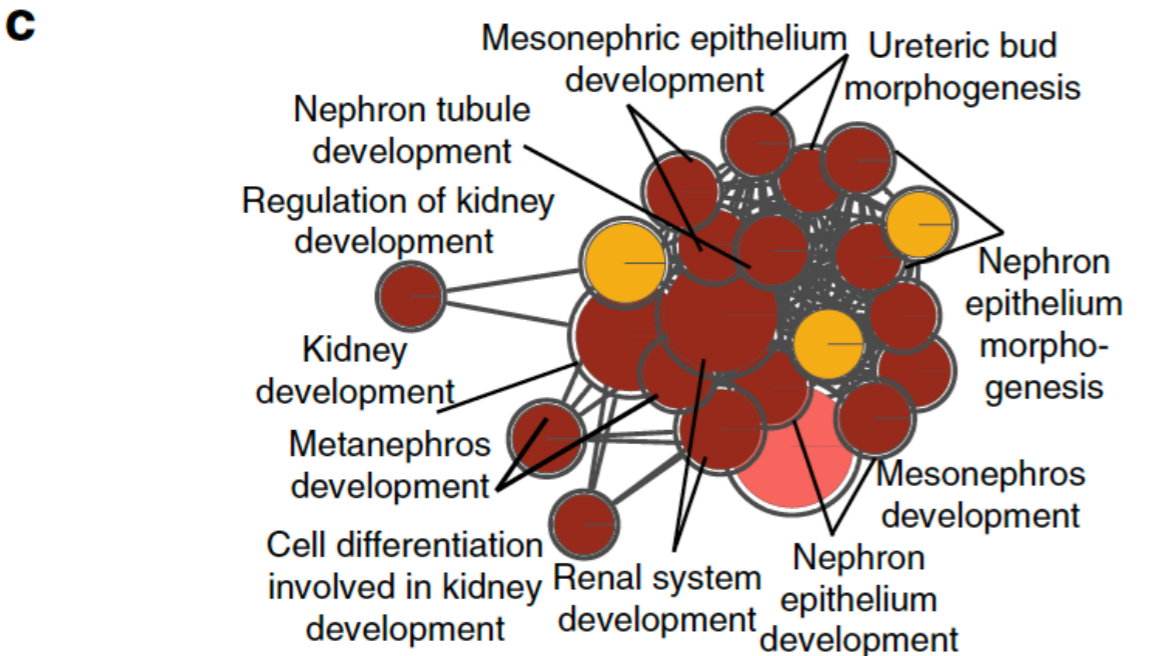 c
Mesonephric epithelium
development
Ureteric bud
morphogenesis
Nephron tubule
development
Regulation of kidney
development
Nephron
epithelium
morpho-
genesis
Kidney
development
Metanephros
development
Mesonephros
development
Cell differentiation
involved in kidney
development
Renal system
development
Nephron
epithelium
development